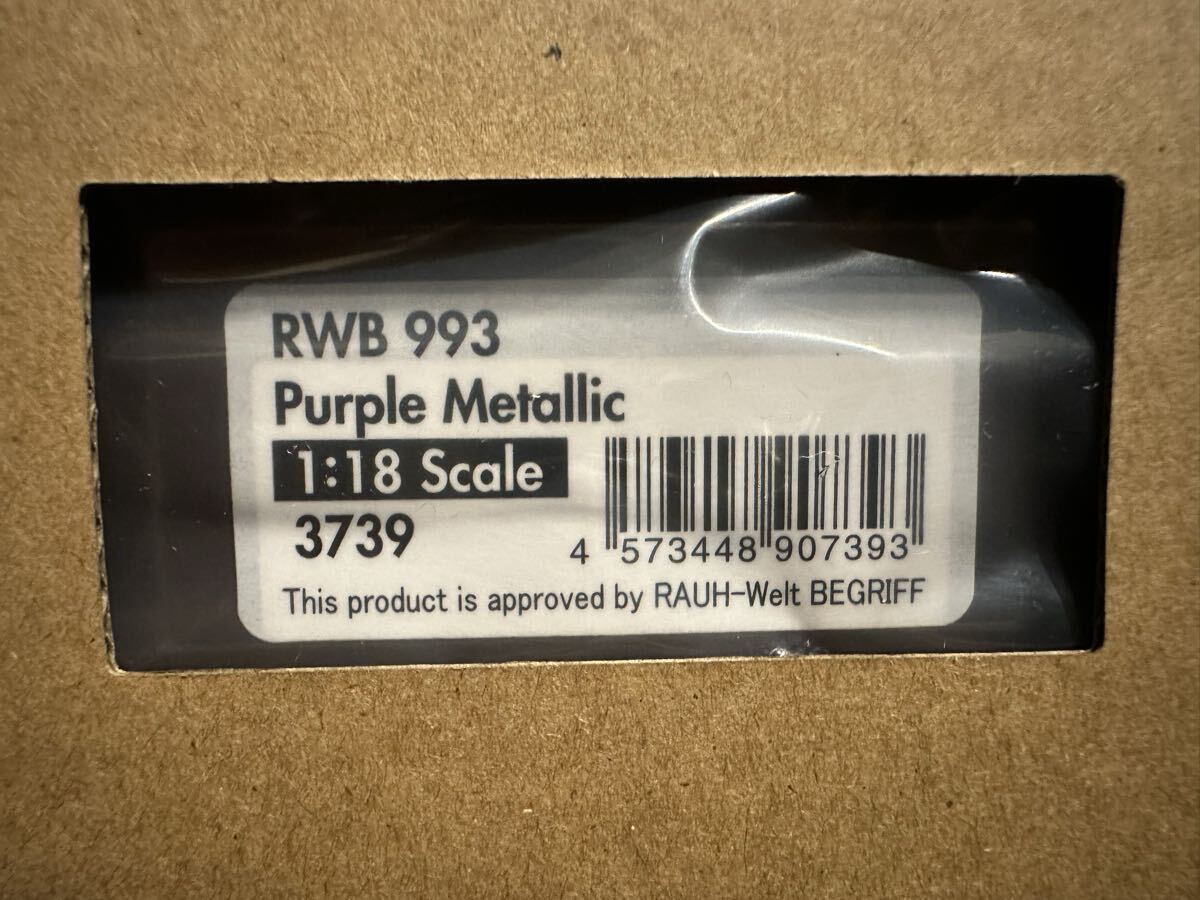 RWB 993
Purple Metallic
1:18 Scale
3739
4 573448 907393
This product is approved by RAUH-Welt BEGRIFF